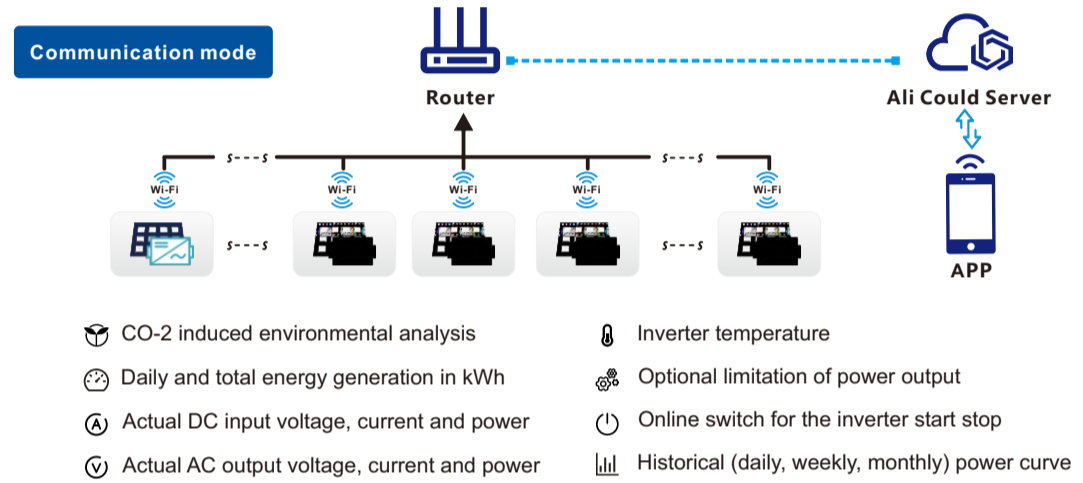 Communication mode
Router
Ali Could Server
s---s
s---s
Wi-Fi
Wi-Fi
Wi-Fi
Wi-Fi
Wi-Fi
s---s
s---s
APP
CO-2 induced environmental analysis
Daily and total energy generation in kWh
Actual DC input voltage, current and power
Actual AC output voltage, current and power
Inverter temperature
Optional limitation of power output
Online switch for the inverter start stop
Historical (daily, weekly, monthly) power curve